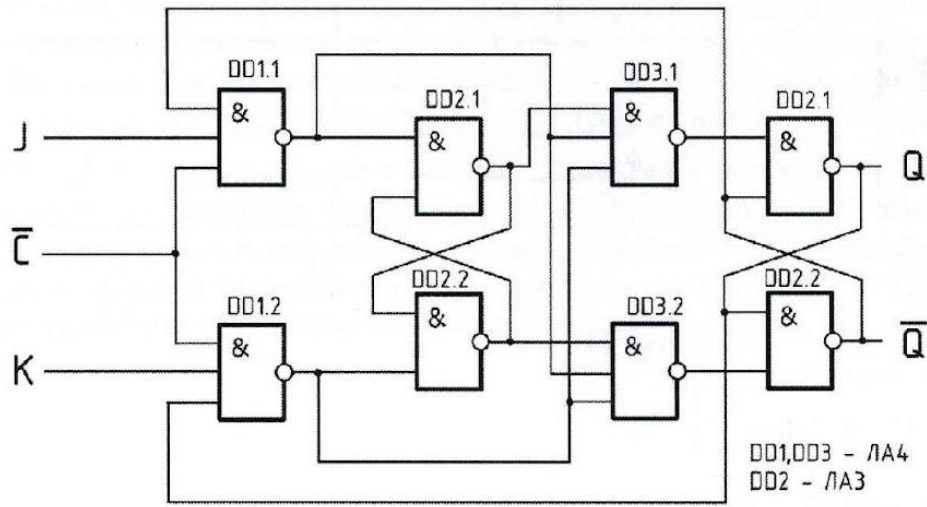 DD1.1
DD2.1
DD3.1
DD2.1
&
&
&
&
J
Q
C̅
DD1.2
DD2.2
DD3.2
DD2.2
&
&
&
&
K
Q̅
DD1,DD3 - ЛА4
DD2 - ЛА3